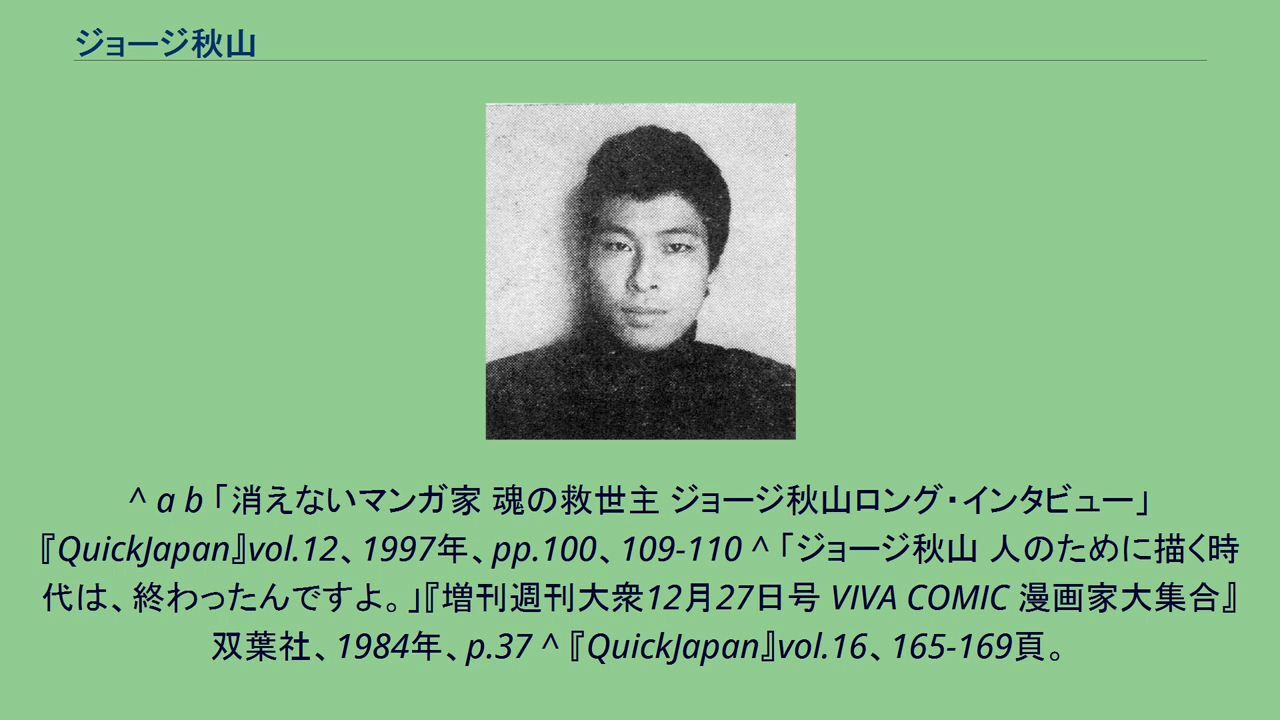 ジョージ秋山
^ a b 「消えないマンガ家 魂の救世主 ジョージ秋山ロング・インタビュー」
『QuickJapan』vol.12、1997年、pp.100、109-110 ^ 「ジョージ秋山 人のために描く時
代は、終わったんですよ。」『増刊週刊大衆12月27日号 VIVA COMIC 漫画家大集合』
双葉社、1984年、p.37 ^ 『QuickJapan』vol.16、165-169頁。